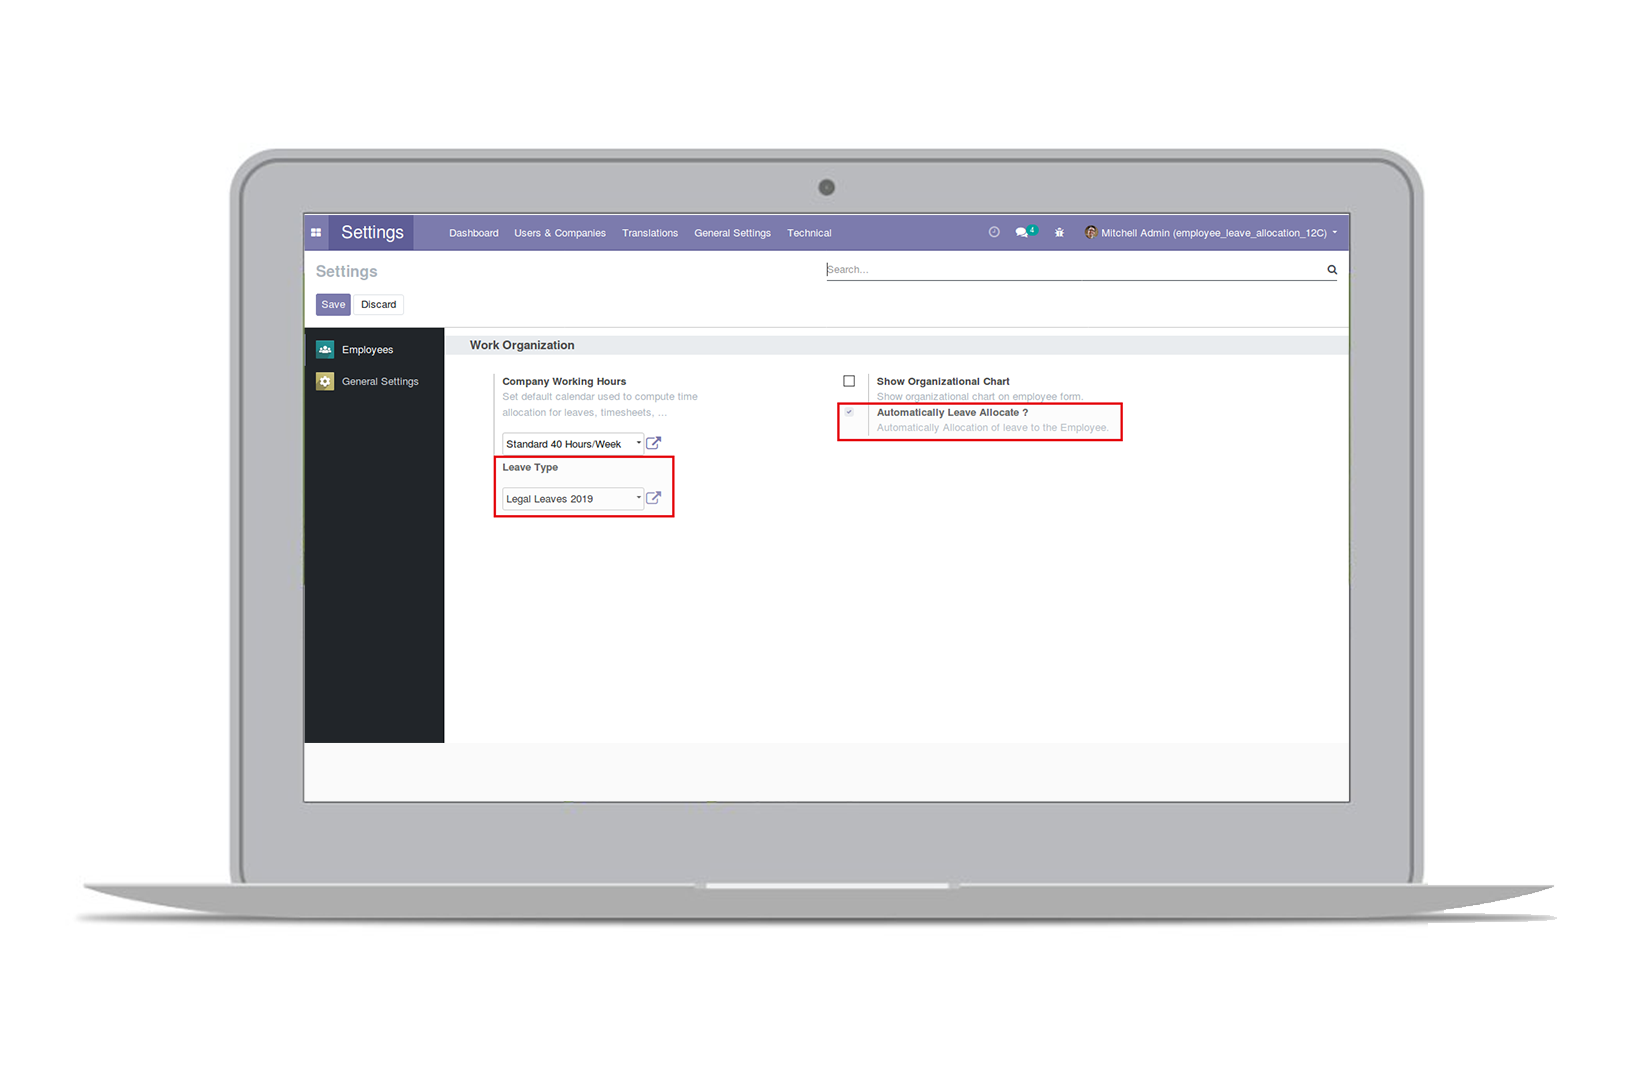 Settings
Dashboard Users & Companies Translations General Settings Technical
4
Mitchell Admin (employee_leave_allocation_12C)
Settings
Search...
Save Discard
Employees
General Settings
Work Organization
Company Working Hours
Set default calendar used to compute time
allocation for leaves, timesheets, ...
Standard 40 Hours/Week
Leave Type
Legal Leaves 2019
Show Organizational Chart
Show organizational chart on employee form.
Automatically Leave Allocate ?
Automatically Allocation of leave to the Employee.